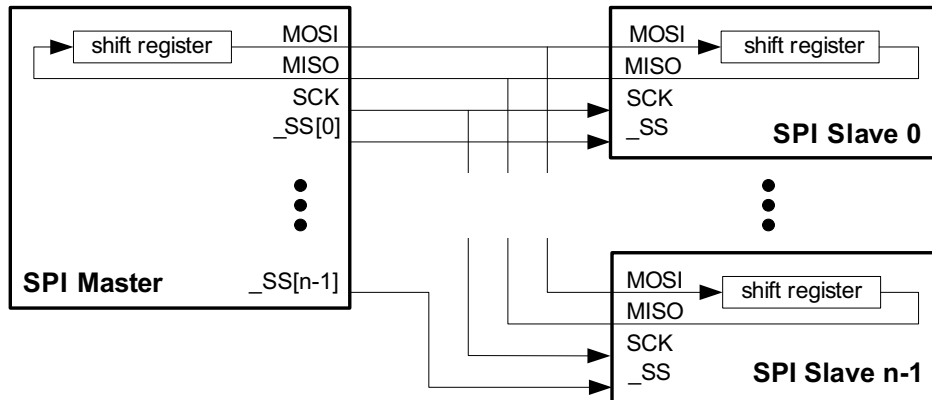 shift register
MOSI
MISO
SCK
_SS[0]
SPI Master
_SS[n-1]
MOSI
shift register
MISO
SCK
_SS
SPI Slave 0
MOSI
shift register
MISO
SCK
_SS
SPI Slave n-1